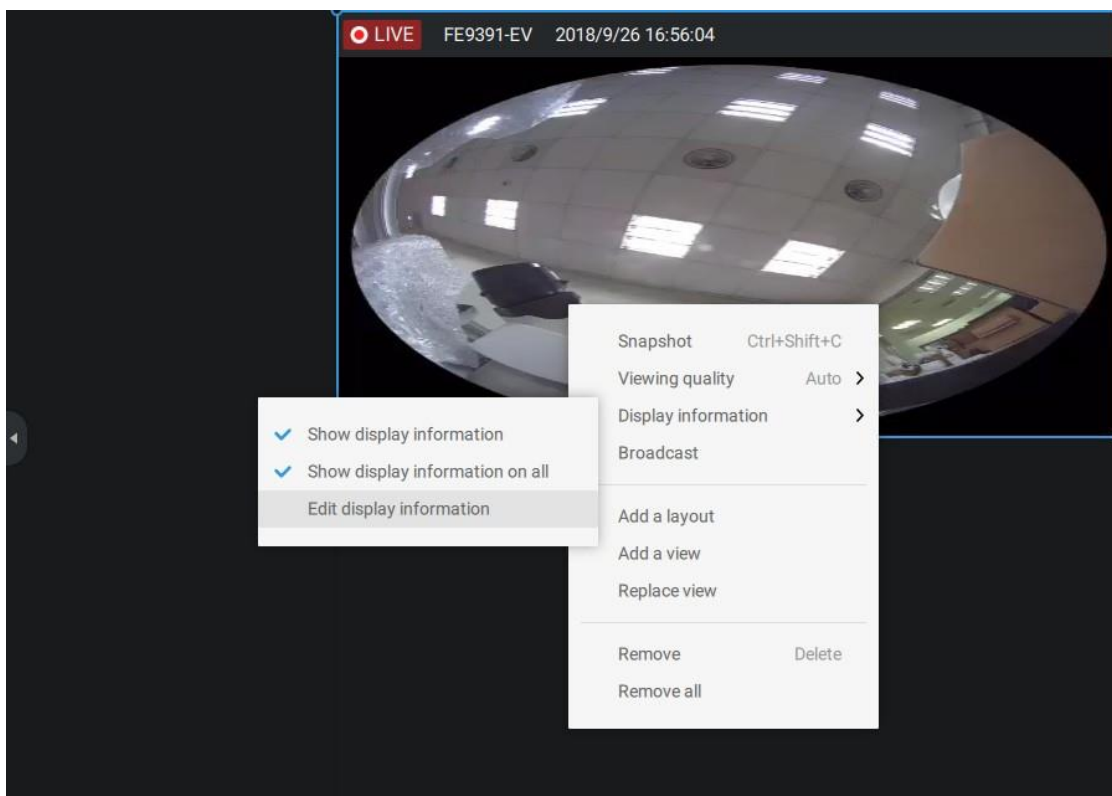 LIVE FE9391-EV 2018/9/26 16:56:04
Snapshot Ctrl+Shift+C
Viewing quality Auto
Display information
Broadcast
Add a layout
Add a view
Replace view
Remove Delete
Remove all
Show display information
Show display information on all
Edit display information